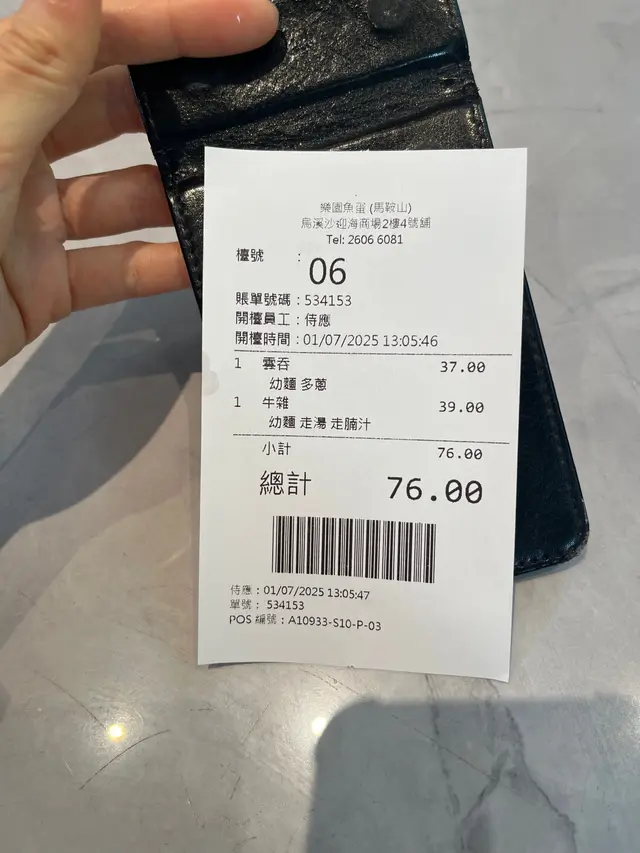 樂園魚蛋 (馬鞍山)
烏溪沙迎海商場2樓4號舖
Tel: 2606 6081
檯號 : 06
賬單號碼 : 534153
開檯員工 : 侍應
開檯時間 : 01/07/2025 13:05:46
1 雲吞 37.00
幼麵 多蔥
1 牛雜 39.00
幼麵 走湯 走腩汁
小計 76.00
總計 76.00
侍應 : 01/07/2025 13:05:47
單號 : 534153
POS 編號 : A10933-S10-P-03